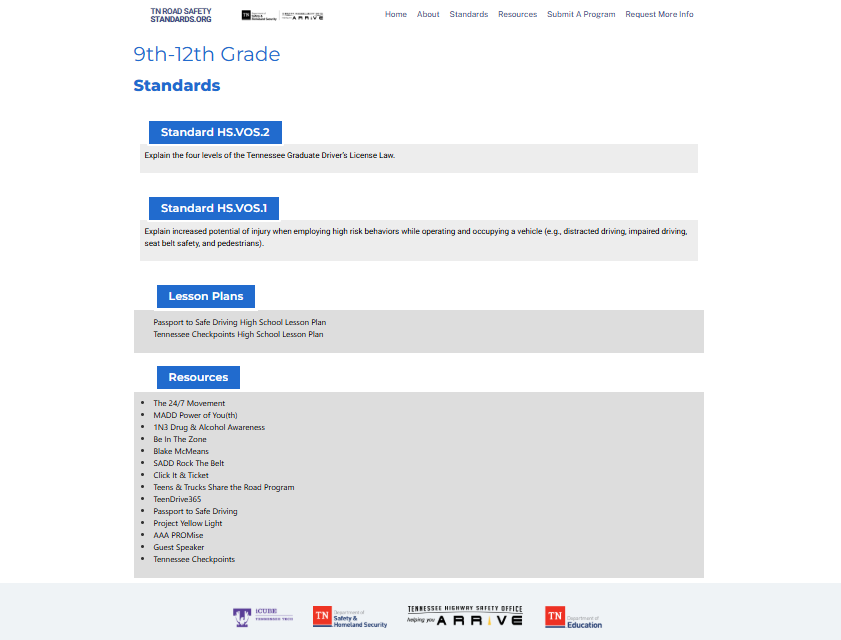 TN ROAD SAFETY
STANDARDS.ORG
Home About Standards Resources Submit A Program Request More Info
9th-12th Grade
Standards
Standard HS.VOS.2
Explain the four levels of the Tennessee Graduate Driver's License Law.
Standard HS.VOS.1
Explain increased potential of injury when employing high risk behaviors while operating and occupying a vehicle (e.g., distracted driving, impaired driving,
seat belt safety, and pedestrians).
Lesson Plans
Passport to Safe Driving High School Lesson Plan
Tennessee Checkpoints High School Lesson Plan
Resources
• The 24/7 Movement
• MADD Power of You(th)
• 1N3 Drug & Alcohol Awareness
• Be In The Zone
• Blake McMeans
• SADD Rock The Belt
• Click It & Ticket
• Teens & Trucks Share the Road Program
• TeenDrive365
• Passport to Safe Driving
• Project Yellow Light
• AAA PROMise
• Guest Speaker
• Tennessee Checkpoints
iCUBE
TENNESSEE TECH
TN
Department of
Safety &
Homeland Security
TENNESSEE HIGHWAY SAFETY OFFICE
helping you ARRIVE
TN
Department of
Education